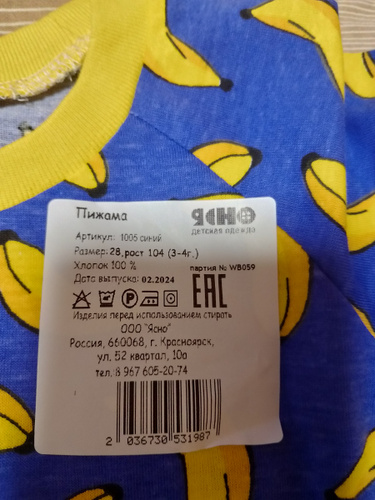 Пижама
ЯСНО
детская одежда
Артикул: 1005 синий
Размер: 28,рост 104 (3-4г.)
Хлопок 100 %
партия № WB059
Дата выпуска: 02.2024
EAC
P
Изделия перед использованием стирать
ООО "Ясно"
Россия, 660068, г. Красноярск,
ул. 52 квартал, 10а
тел. 8 967 605-20-74
2 036730 531987